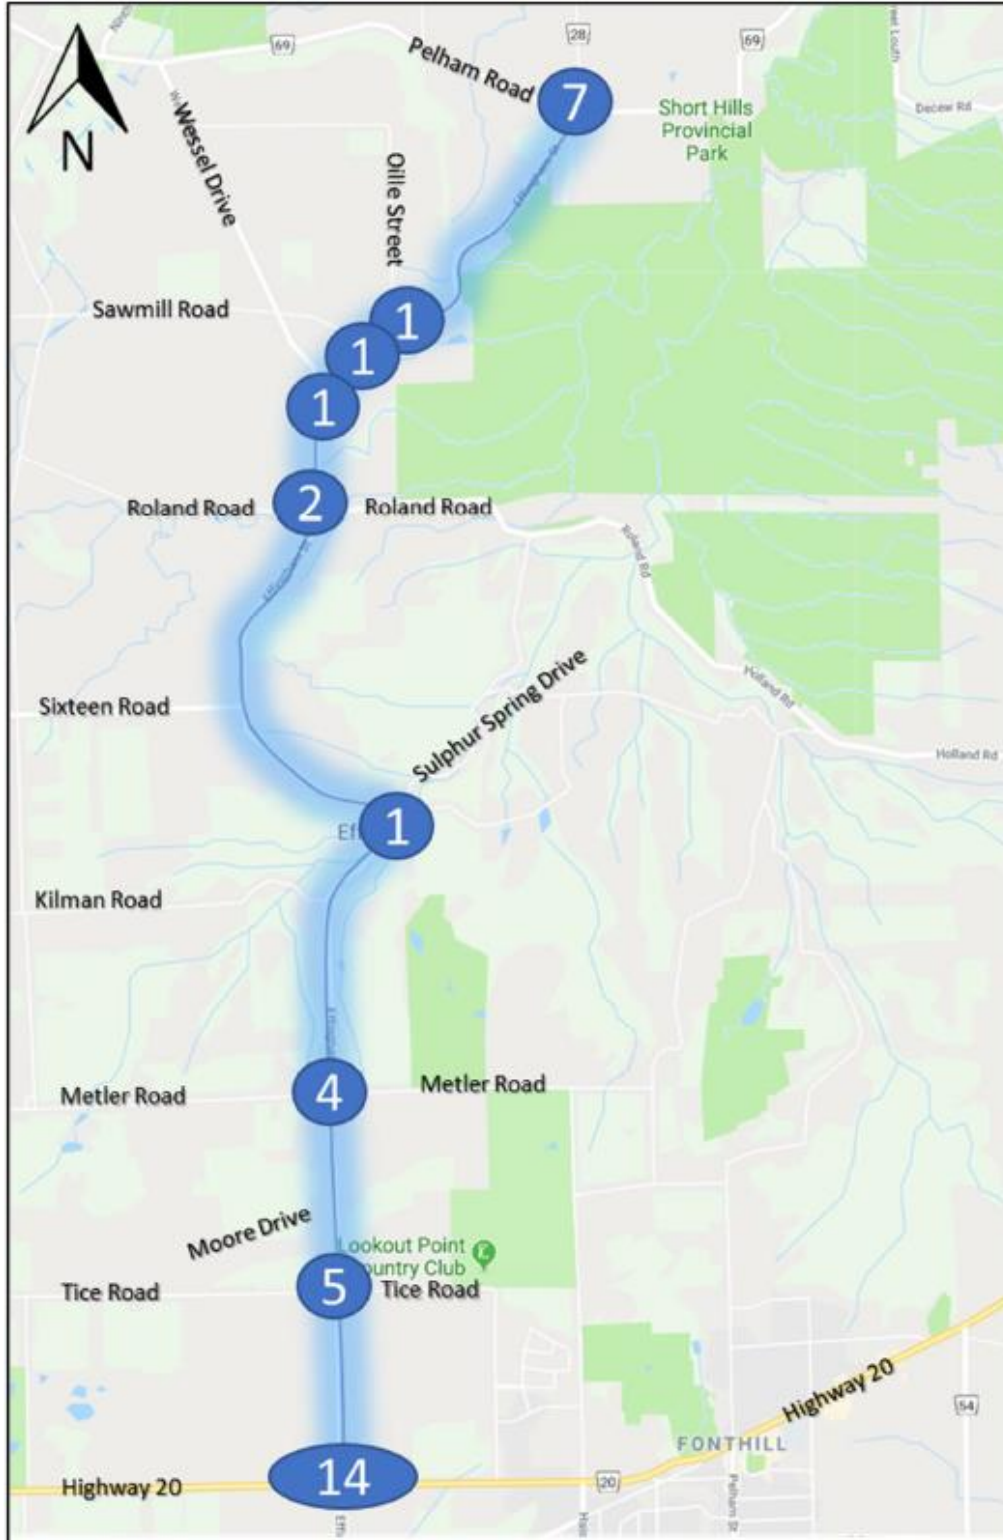 69
28
69
Pelham Road
7
Decew Rd
Short Hills
Provincial
Park
N
Wessel Drive
Oille Street
Sawmill Road
1
1
1
Roland Road
2
Roland Road
Roland Rd
Sixteen Road
Sulphur Spring Drive
Holland Rd
Holland Rd
1
Kilman Road
Metler Road
4
Metler Road
Moore Drive
Lookout Point
Country Club
Tice Road
5
Tice Road
Highway 20
54
FONTHILL
Highway 20
14
20
Pelham St